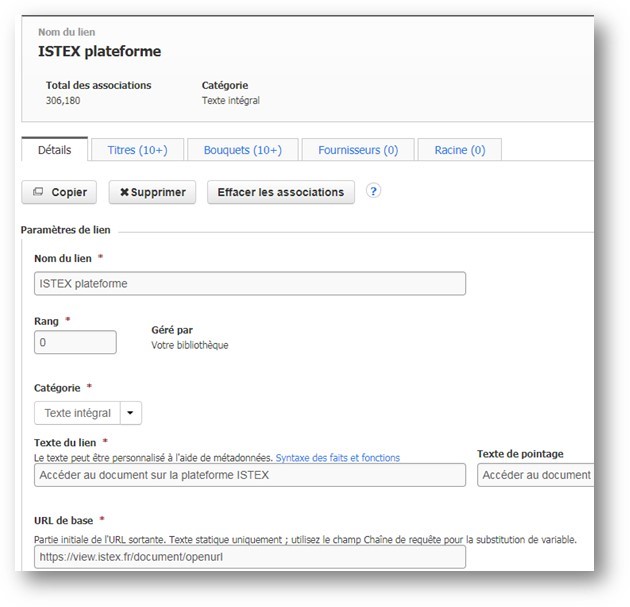 Nom du lien
ISTEX plateforme
Total des associations Catégorie
306,180 Texte intégral
Détails Titres (10+) Bouquets (10+) Fournisseurs (0) Racine (0)
Copier ✖Supprimer Effacer les associations ?
Paramètres de lien
Nom du lien *
ISTEX plateforme
Rang * Géré par
0 Votre bibliothèque
Catégorie *
Texte intégral
Texte du lien * Texte de pointage
Le texte peut être personnalisé à l'aide de métadonnées. Syntaxe des faits et fonctions
Accéder au document sur la plateforme ISTEX Accéder au document
URL de base *
Partie initiale de l'URL sortante. Texte statique uniquement ; utilisez le champ Chaîne de requête pour la substitution de variable.
https://view.istex.fr/document/openurl